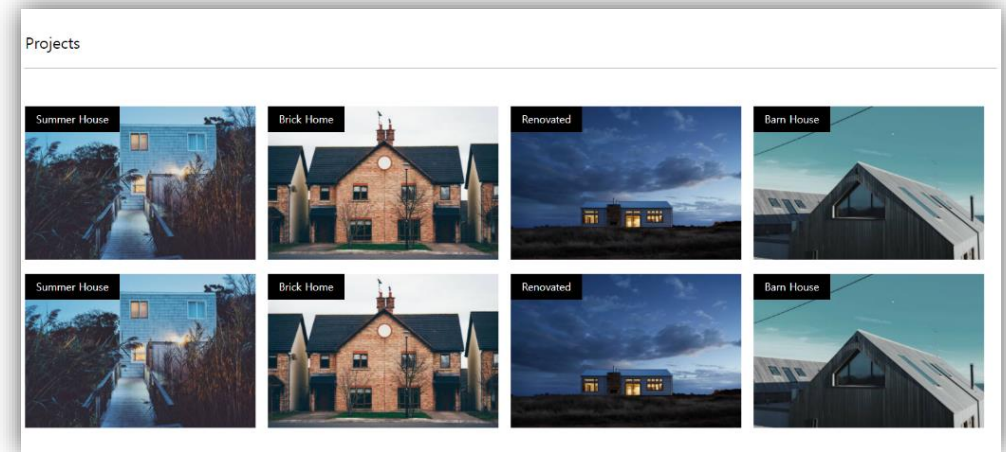 Projects
Summer House
Brick Home
Renovated
Barn House
Summer House
Brick Home
Renovated
Barn House